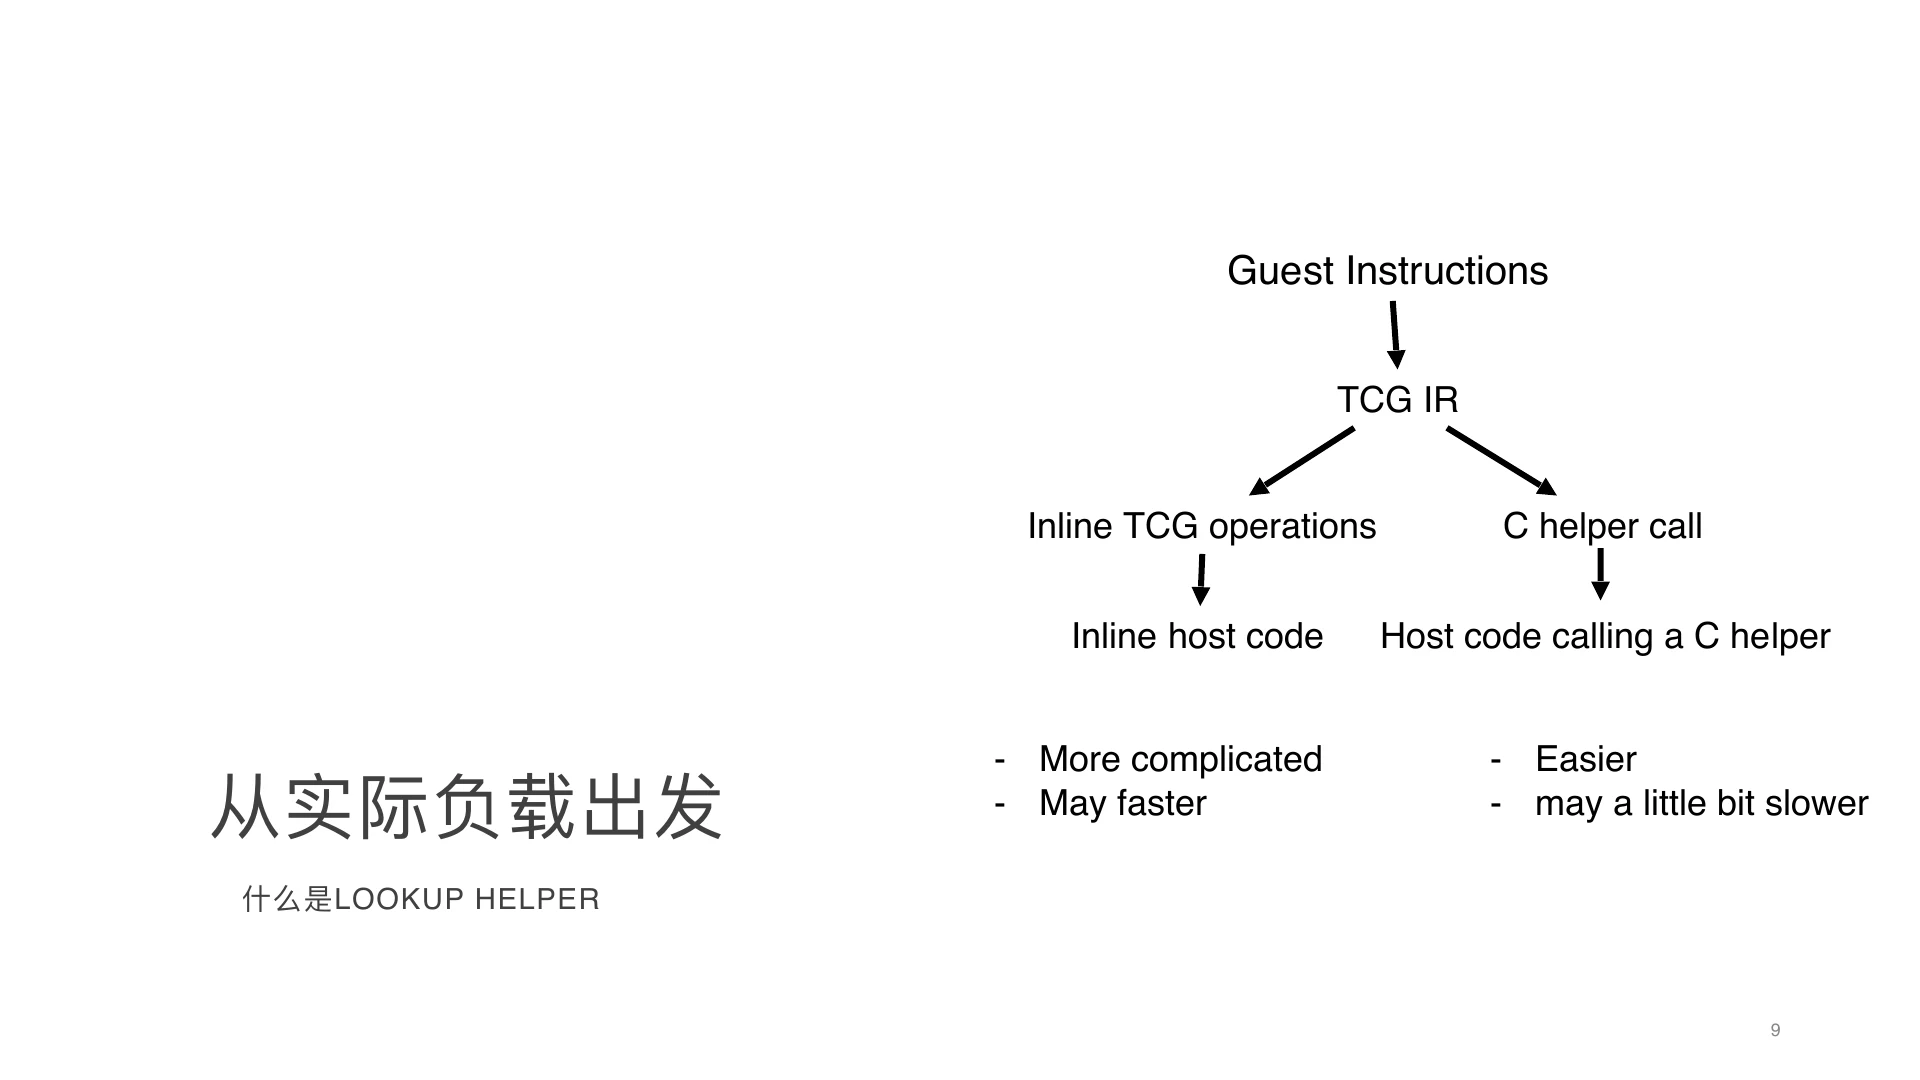 从实际负载出发
什么是LOOKUP HELPER
Guest Instructions
TCG IR
Inline TCG operations
C helper call
Inline host code
Host code calling a C helper
- More complicated
- May faster
- Easier
- may a little bit slower
9